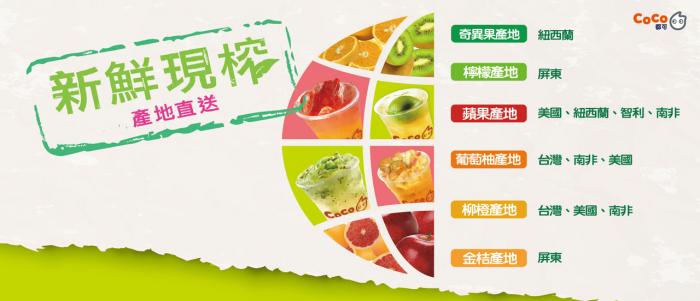 CoCo
都可
新鮮現榨
產地直送
奇異果產地 紐西蘭
檸檬產地 屏東
蘋果產地 美國、紐西蘭、智利、南非
葡萄柚產地 台灣、南非、美國
柳橙產地 台灣、美國、南非
金桔產地 屏東
CoCo